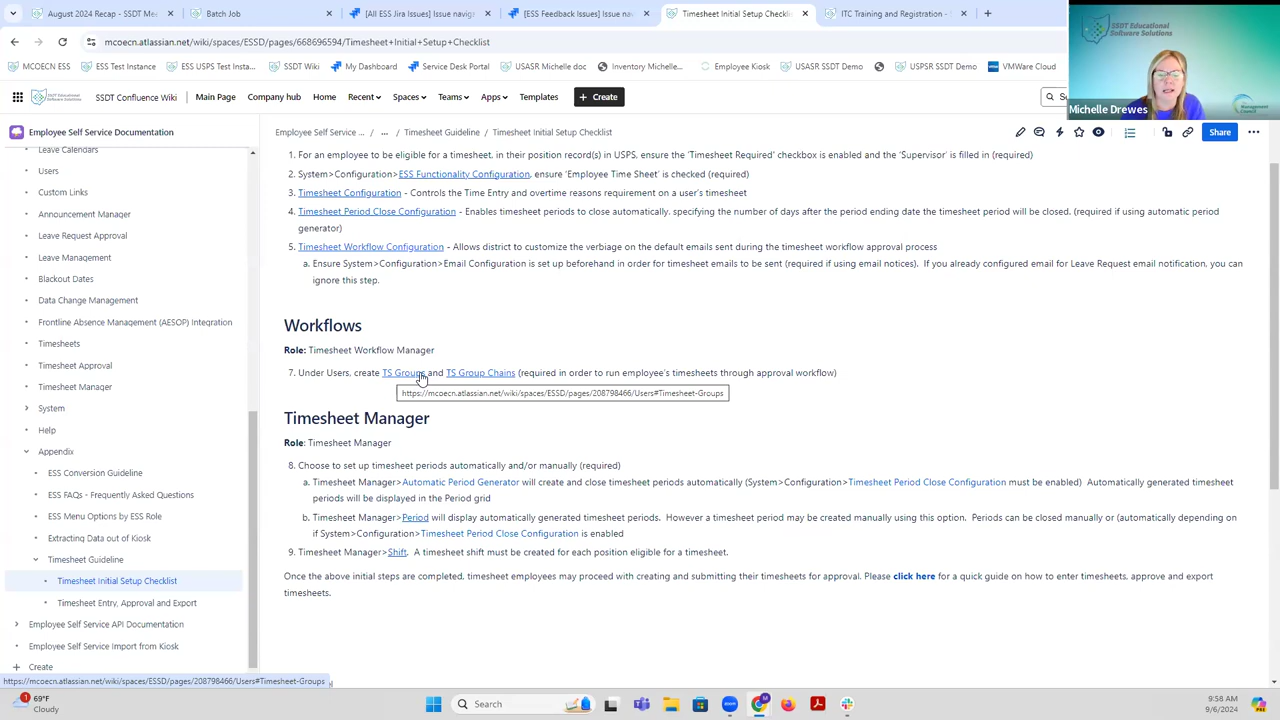 August 2024 Recap - SSDT Mee
Batch Job
[All ESS Jira Issues] Issue navig
[ESS Feedback Issues] Issue nav
Timesheet Initial Setup Checkli
ITC Training and Registration -
mcoecn.atlassian.net/wiki/spaces/ESSD/pages/668696594/Timesheet+Initial+Setup+Checklist
MCOECN ESS
ESS Test Instance
ESS USPS Test Insta...
SSDT Wiki
My Dashboard
Service Desk Portal
USASR Michelle doc
Inventory Michelle...
Employee Kiosk
USASR SSDT Demo
USPSR SSDT Demo
VMWare Cloud
SSDT Educational
Software Solutions
Management
Council
Michelle Drewes
SSDT Confluence Wiki
Main Page
Company hub
Home
Recent
Spaces
Teams
Apps
Templates
Create
Employee Self Service Documentation
Employee Self Service ... / ... / Timesheet Guideline / Timesheet Initial Setup Checklist
Share
Leave Calendars
Users
Custom Links
Announcement Manager
Leave Request Approval
Leave Management
Blackout Dates
Data Change Management
Frontline Absence Management (AESOP) Integration
Timesheets
Timesheet Approval
Timesheet Manager
System
Help
Appendix
ESS Conversion Guideline
ESS FAQs - Frequently Asked Questions
ESS Menu Options by ESS Role
Extracting Data out of Kiosk
Timesheet Guideline
Timesheet Initial Setup Checklist
Timesheet Entry, Approval and Export
Employee Self Service API Documentation
Employee Self Service Import from Kiosk
Create
1. For an employee to be eligible for a timesheet, in their position record(s) in USPS, ensure the 'Timesheet Required' checkbox is enabled and the 'Supervisor' is filled in (required)
2. System>Configuration>ESS Functionality Configuration, ensure 'Employee Time Sheet' is checked (required)
3. Timesheet Configuration - Controls the Time Entry and overtime reasons requirement on a user's timesheet
4. Timesheet Period Close Configuration - Enables timesheet periods to close automatically, specifying the number of days after the period ending date the timesheet period will be closed. (required if using automatic period
generator)
5. Timesheet Workflow Configuration - Allows district to customize the verbiage on the default emails sent during the timesheet workflow approval process
a. Ensure System>Configuration>Email Configuration is set up beforehand in order for timesheet emails to be sent (required if using email notices). If you already configured email for Leave Request email notification, you can
ignore this step.
Workflows
Role: Timesheet Workflow Manager
7. Under Users, create TS Groups and TS Group Chains (required in order to run employee's timesheets through approval workflow)
https://mcoecn.atlassian.net/wiki/spaces/ESSD/pages/208798466/Users#Timesheet-Groups
Timesheet Manager
Role: Timesheet Manager
8. Choose to set up timesheet periods automatically and/or manually (required)
a. Timesheet Manager>Automatic Period Generator will create and close timesheet periods automatically (System>Configuration>Timesheet Period Close Configuration must be enabled) Automatically generated timesheet
periods will be displayed in the Period grid
b. Timesheet Manager>Period will display automatically generated timesheet periods. However a timesheet period may be created manually using this option. Periods can be closed manually or (automatically depending on
if System>Configuration>Timesheet Period Close Configuration is enabled
9. Timesheet Manager>Shift. A timesheet shift must be created for each position eligible for a timesheet.
Once the above initial steps are completed, timesheet employees may proceed with creating and submitting their timesheets for approval. Please click here for a quick guide on how to enter timesheets, approve and export
timesheets.
https://mcoecn.atlassian.net/wiki/spaces/ESSD/pages/208798466/Users#Timesheet-Groups
1
69°F
Cloudy
Search
9:58 AM
9/6/2024